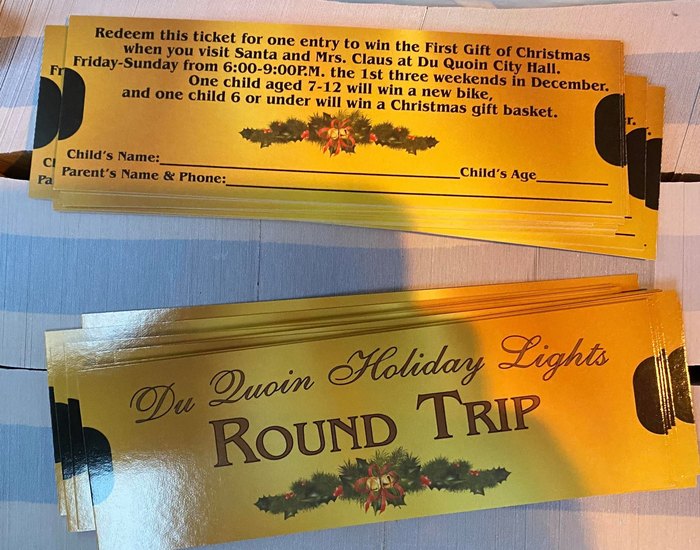 Redeem this ticket for one entry to win the First Gift of Christmas
when you visit Santa and Mrs. Claus at Du Quoin City Hall.
Friday-Sunday from 6:00-9:00P.M. the 1st three weekends in December.
One child aged 7-12 will win a new bike,
and one child 6 or under will win a Christmas gift basket.
Child's Name: Child's Age
Parent's Name & Phone:
Du Quoin Holiday Lights
ROUND TRIP